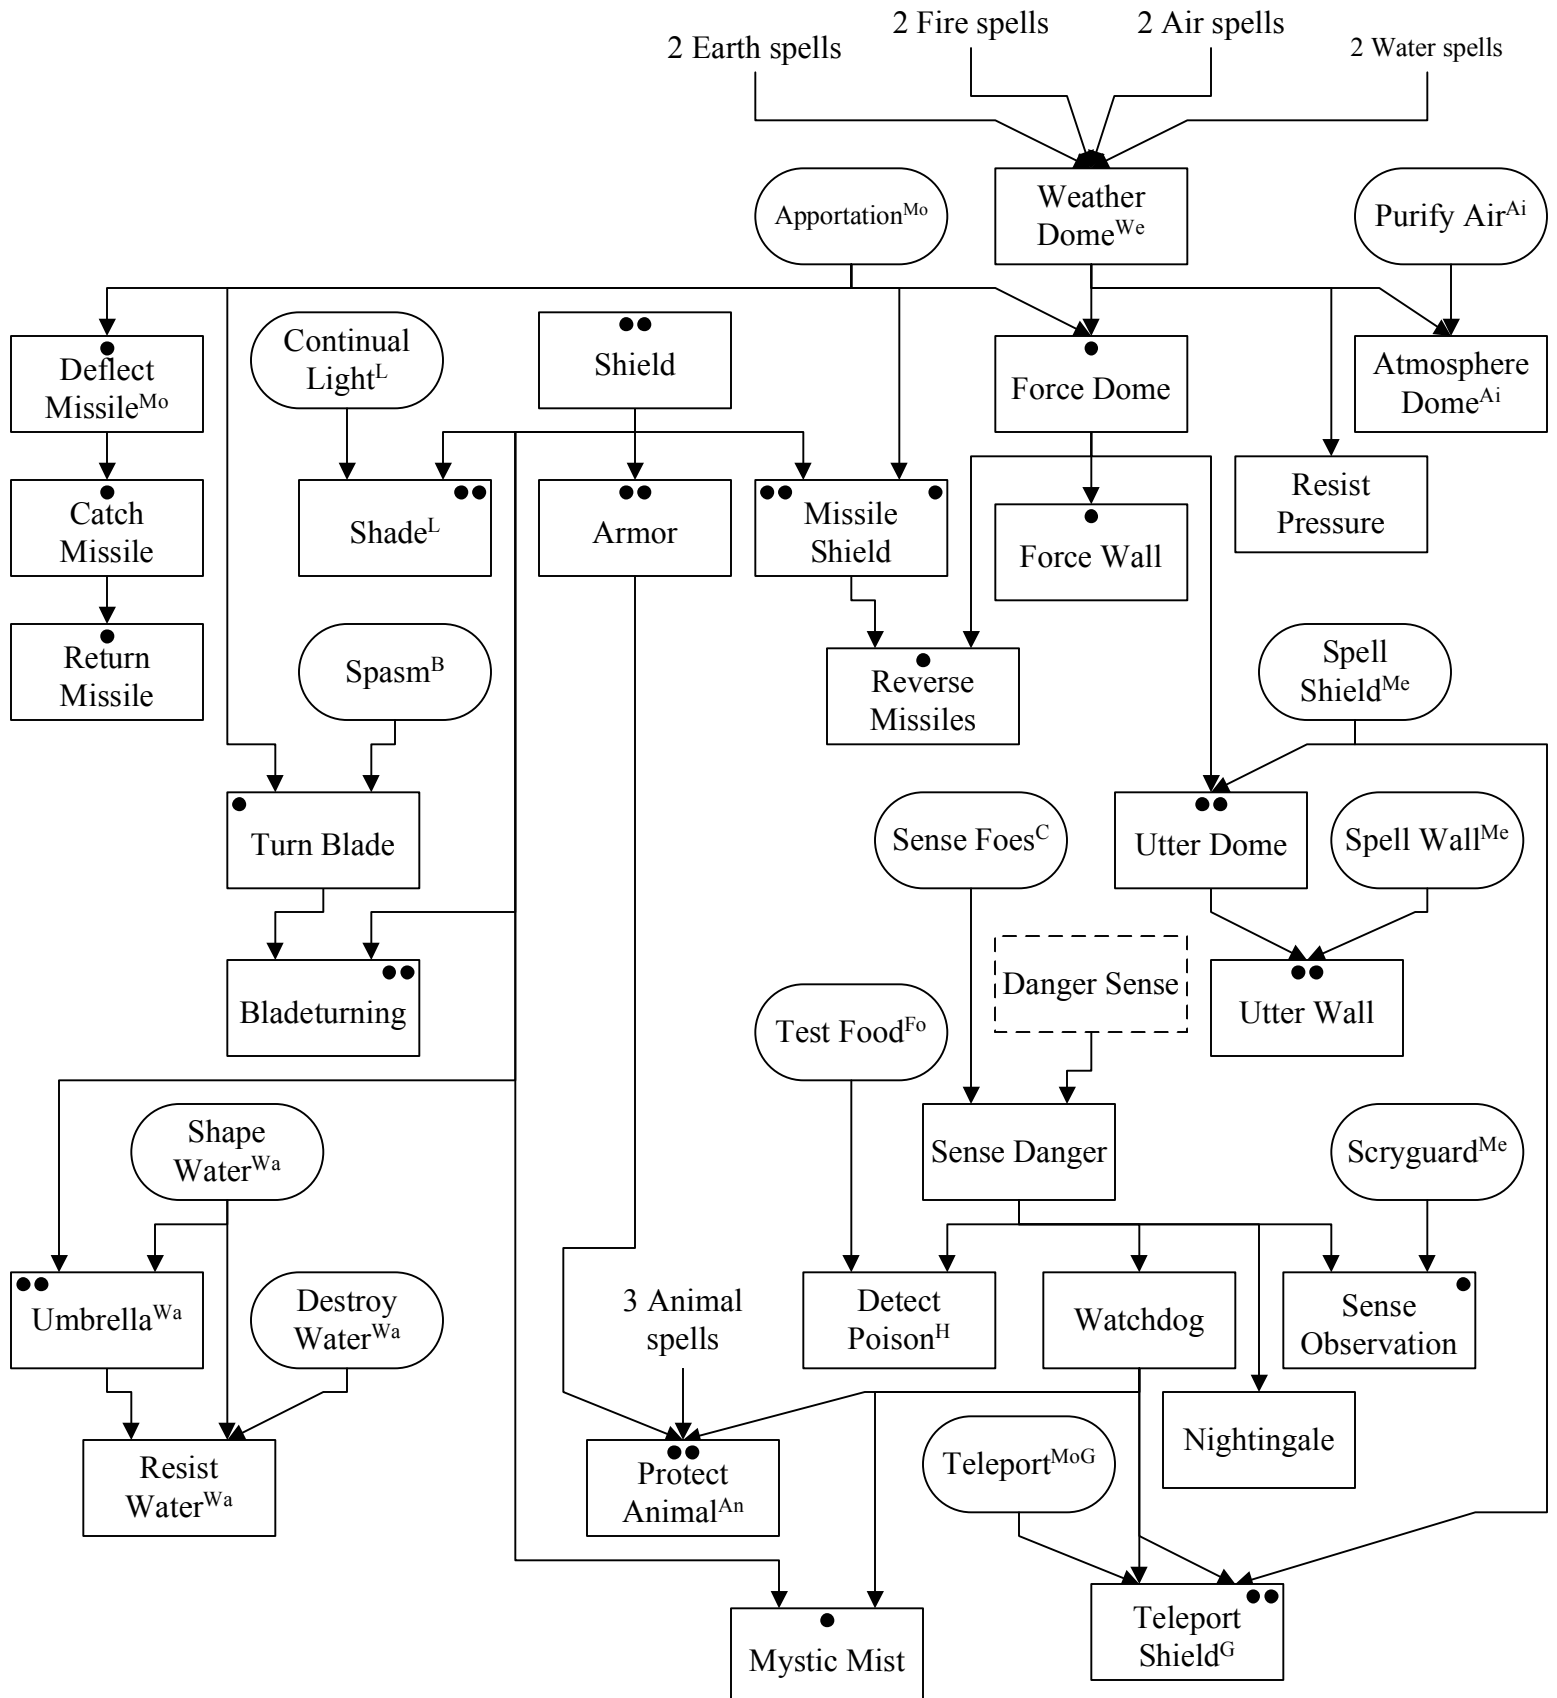 2 Earth spells
2 Fire spells
2 Air spells
2 Water spells
Apportation^Mo
Weather
Dome^We
Purify Air^Ai
Deflect
Missile^Mo
Continual
Light^L
Shield
Force Dome
Atmosphere
Dome^Ai
Catch
Missile
Shade^L
Armor
Missile
Shield
Force Wall
Resist
Pressure
Return
Missile
Spasm^B
Reverse
Missiles
Spell
Shield^Me
Turn Blade
Sense Foes^C
Utter Dome
Spell Wall^Me
Bladeturning
Test Food^Fo
Danger Sense
Utter Wall
Shape
Water^Wa
Sense Danger
Scryguard^Me
Umbrella^Wa
Destroy
Water^Wa
3 Animal
spells
Detect
Poison^H
Watchdog
Sense
Observation
Resist
Water^Wa
Protect
Animal^An
Teleport^MoG
Nightingale
Mystic Mist
Teleport
Shield^G